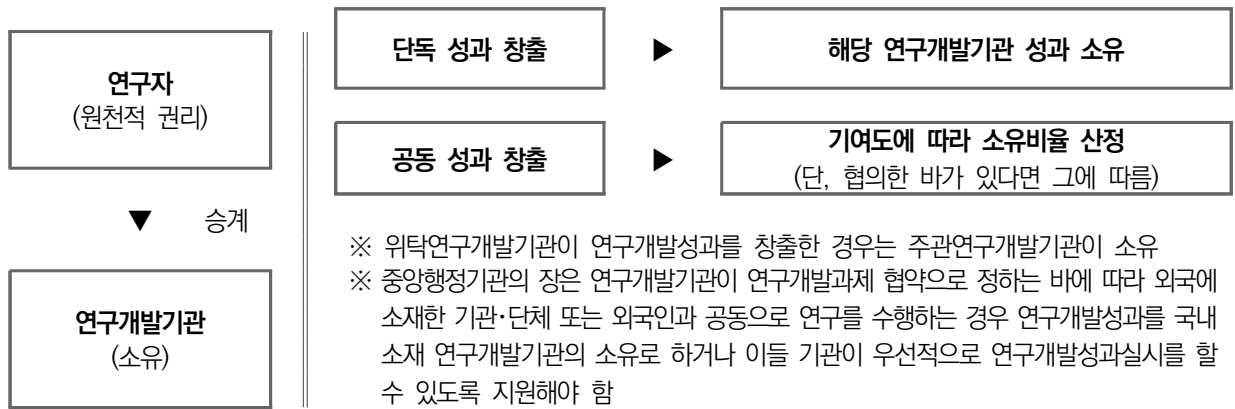 연구자
(원천적 권리)
▼ 승계
연구개발기관
(소유)
단독 성과 창출 ▶ 해당 연구개발기관 성과 소유
공동 성과 창출 ▶ 기여도에 따라 소유비율 산정
(단, 협의한 바가 있다면 그에 따름)
※ 위탁연구개발기관이 연구개발성과를 창출한 경우는 주관연구개발기관이 소유
※ 중앙행정기관의 장은 연구개발기관이 연구개발과제 협약으로 정하는 바에 따라 외국에
소재한 기관·단체 또는 외국인과 공동으로 연구를 수행하는 경우 연구개발성과를 국내
소재 연구개발기관의 소유로 하거나 이들 기관이 우선적으로 연구개발성과실시를 할
수 있도록 지원해야 함